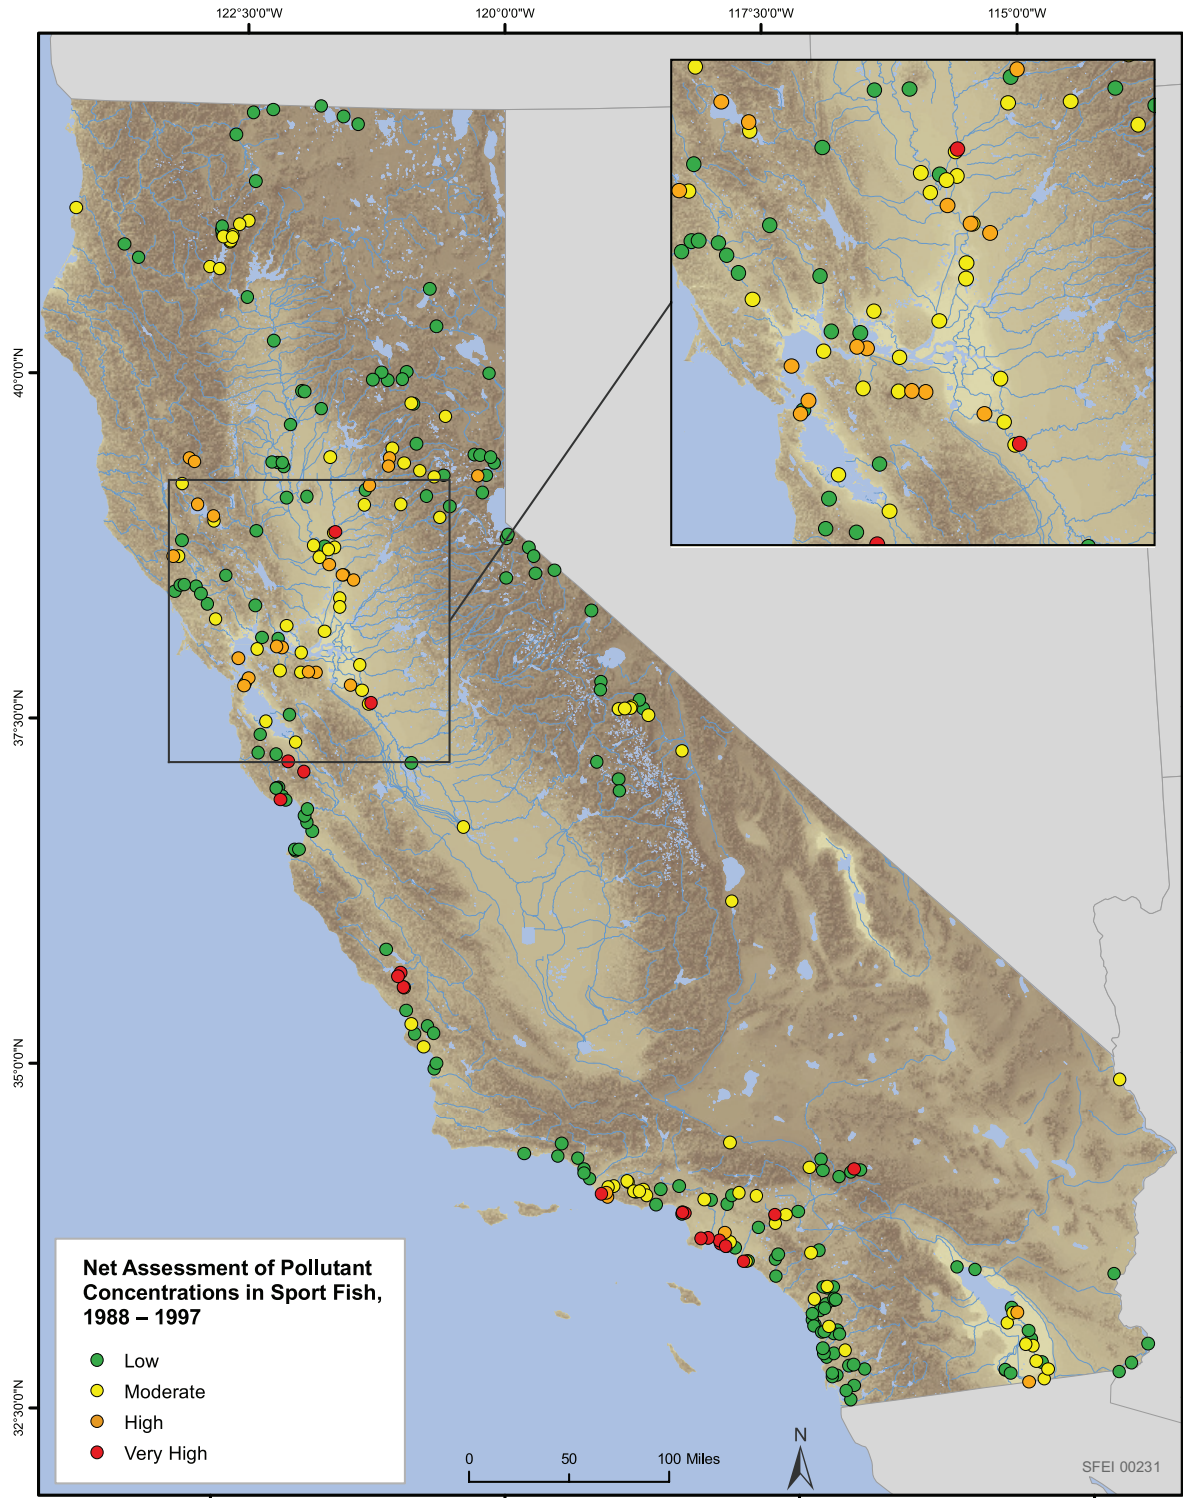 122°30'0"W 120°0'0"W 117°30'0"W 115°0'0"W
40°0'0"N
37°30'0"N
35°0'0"N
32°30'0"N
Net Assessment of Pollutant
Concentrations in Sport Fish,
1988 – 1997
Low
Moderate
High
Very High
0 50 100 Miles
N
SFEI 00231